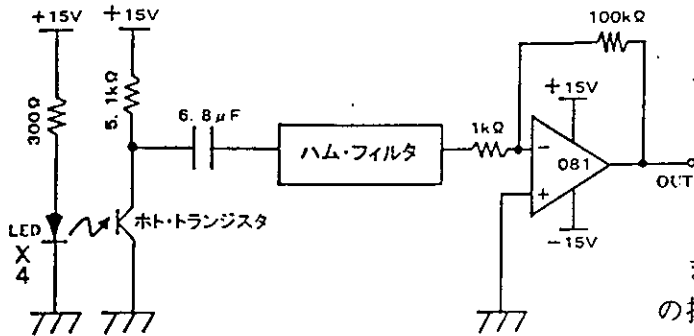 +15V
+15V
300Ω
5.1kΩ
6.8μF
ハム・フィルタ
1kΩ
100kΩ
+15V
−
081
+
−15V
OUT
LED
X
4
ホト・トランジスタ